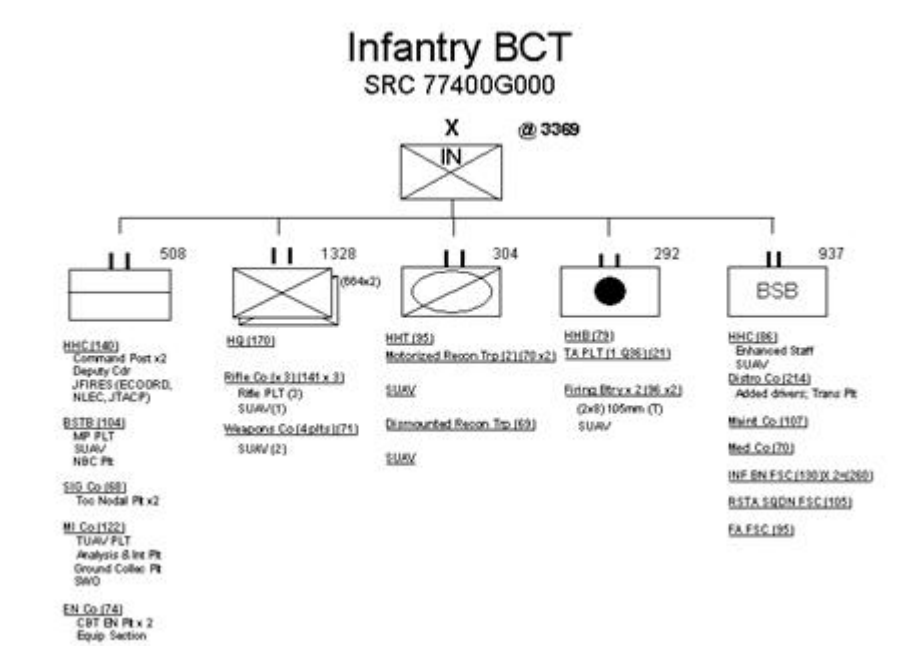 Infantry BCT
SRC 77400G000
X
@ 3369
IN
508
1328
(664x2)
304
292
937
BSB
HHC (140)
Command Post x2
Deputy Cdr
JFIRES (ECOORD,
NLEC, JTACP)
BSTB (104)
MP PLT
SUAV
NBC Plt
SIG Co (68)
Toc Nodal Plt x2
MI Co (122)
TUAV PLT
Analysis & Int Plt
Ground Collec Plt
SWO
EN Co (74)
CBT EN Plt x 2
Equip Section
HQ (170)
Rifle Co (x 3) (141 x 3)
Rifle PLT (3)
SUAV(1)
Weapons Co (4 plts) (71)
SUAV (2)
HHT (95)
Motorized Recon Trp (2) (70 x2)
SUAV
Dismounted Recon Trp (69)
SUAV
HHB (79)
TA PLT (1 Q36) (21)
Firing Btry x 2 (96 x2)
(2x8) 105mm (T)
SUAV
HHC (86)
Enhanced Staff
SUAV
Distro Co (214)
Added drivers; Trans Plt
Maint Co (107)
Med Co (70)
INF BN FSC (130) X 2=(260)
RSTA SQDN FSC (105)
FA FSC (95)